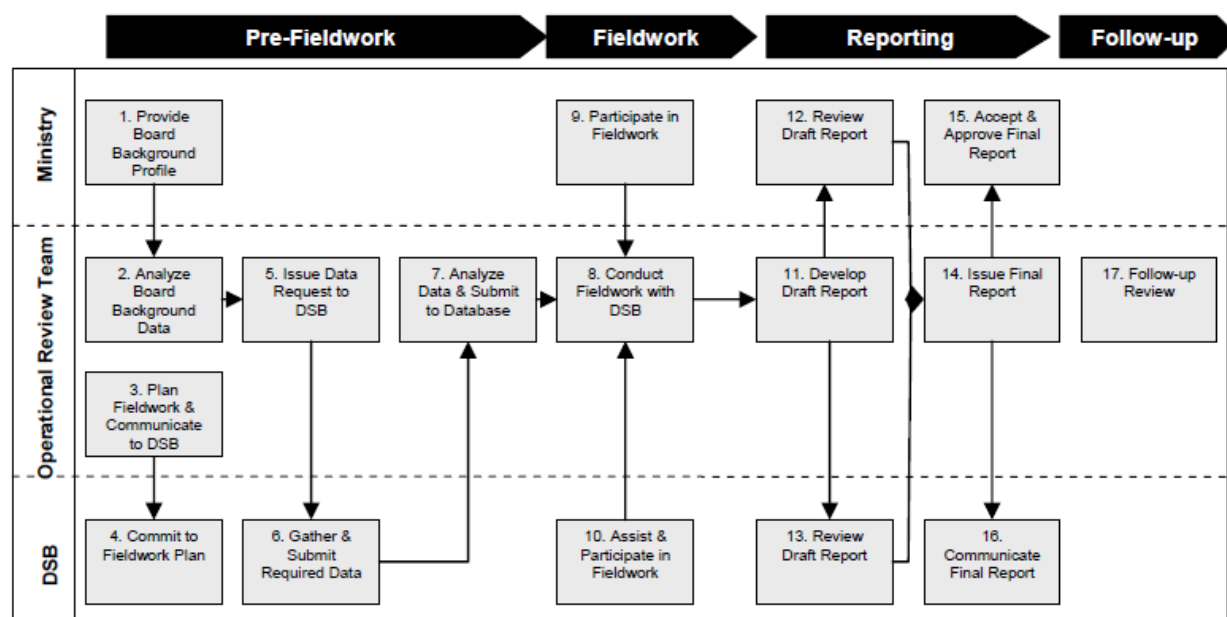 Pre-Fieldwork
Fieldwork
Reporting
Follow-up
Ministry
1. Provide
Board
Background
Profile
9. Participate in
Fieldwork
12. Review
Draft Report
15. Accept &
Approve Final
Report
Operational Review Team
2. Analyze
Board
Background
Data
5. Issue Data
Request to
DSB
7. Analyze
Data & Submit
to Database
8. Conduct
Fieldwork with
DSB
11. Develop
Draft Report
14. Issue Final
Report
17. Follow-up
Review
3. Plan
Fieldwork &
Communicate
to DSB
DSB
4. Commit to
Fieldwork Plan
6. Gather &
Submit
Required Data
10. Assist &
Participate in
Fieldwork
13. Review
Draft Report
16.
Communicate
Final Report